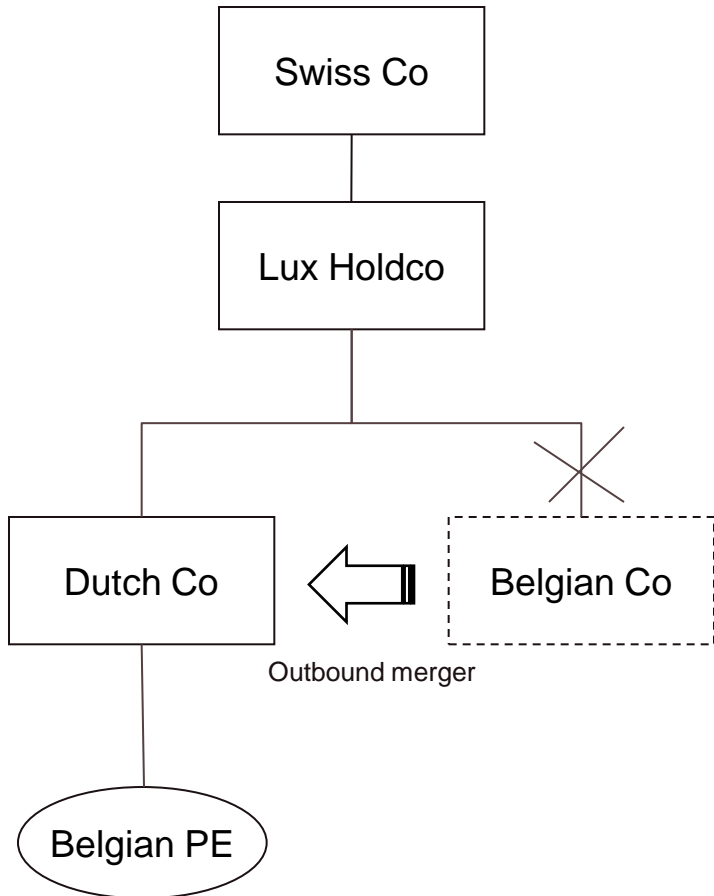 Swiss Co
Lux Holdco
Dutch Co
Belgian Co
Outbound merger
Belgian PE